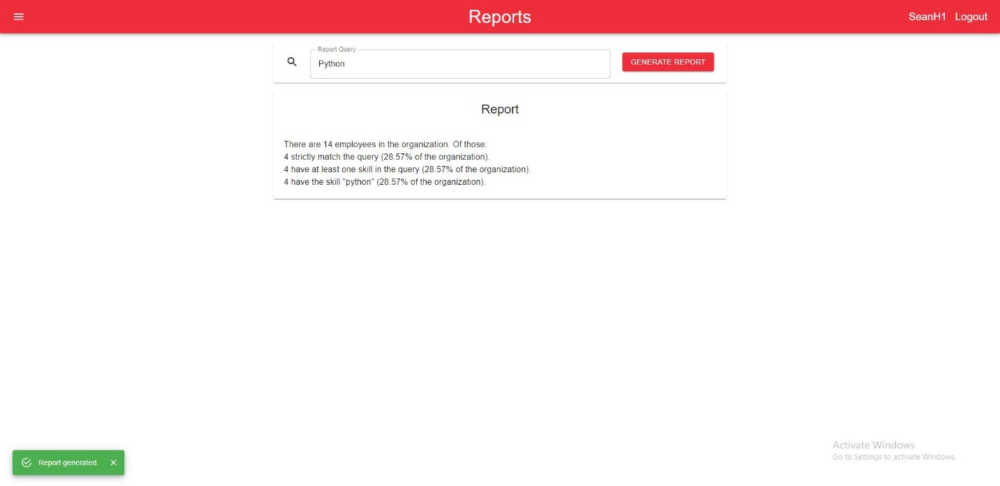 Reports
SeanH1 Logout
Report Query
Python
GENERATE REPORT
Report
There are 14 employees in the organization. Of those:
4 strictly match the query (28.57% of the organization).
4 have at least one skill in the query (28.57% of the organization).
4 have the skill "python" (28.57% of the organization).
Activate Windows
Go to Settings to activate Windows.
Report generated.